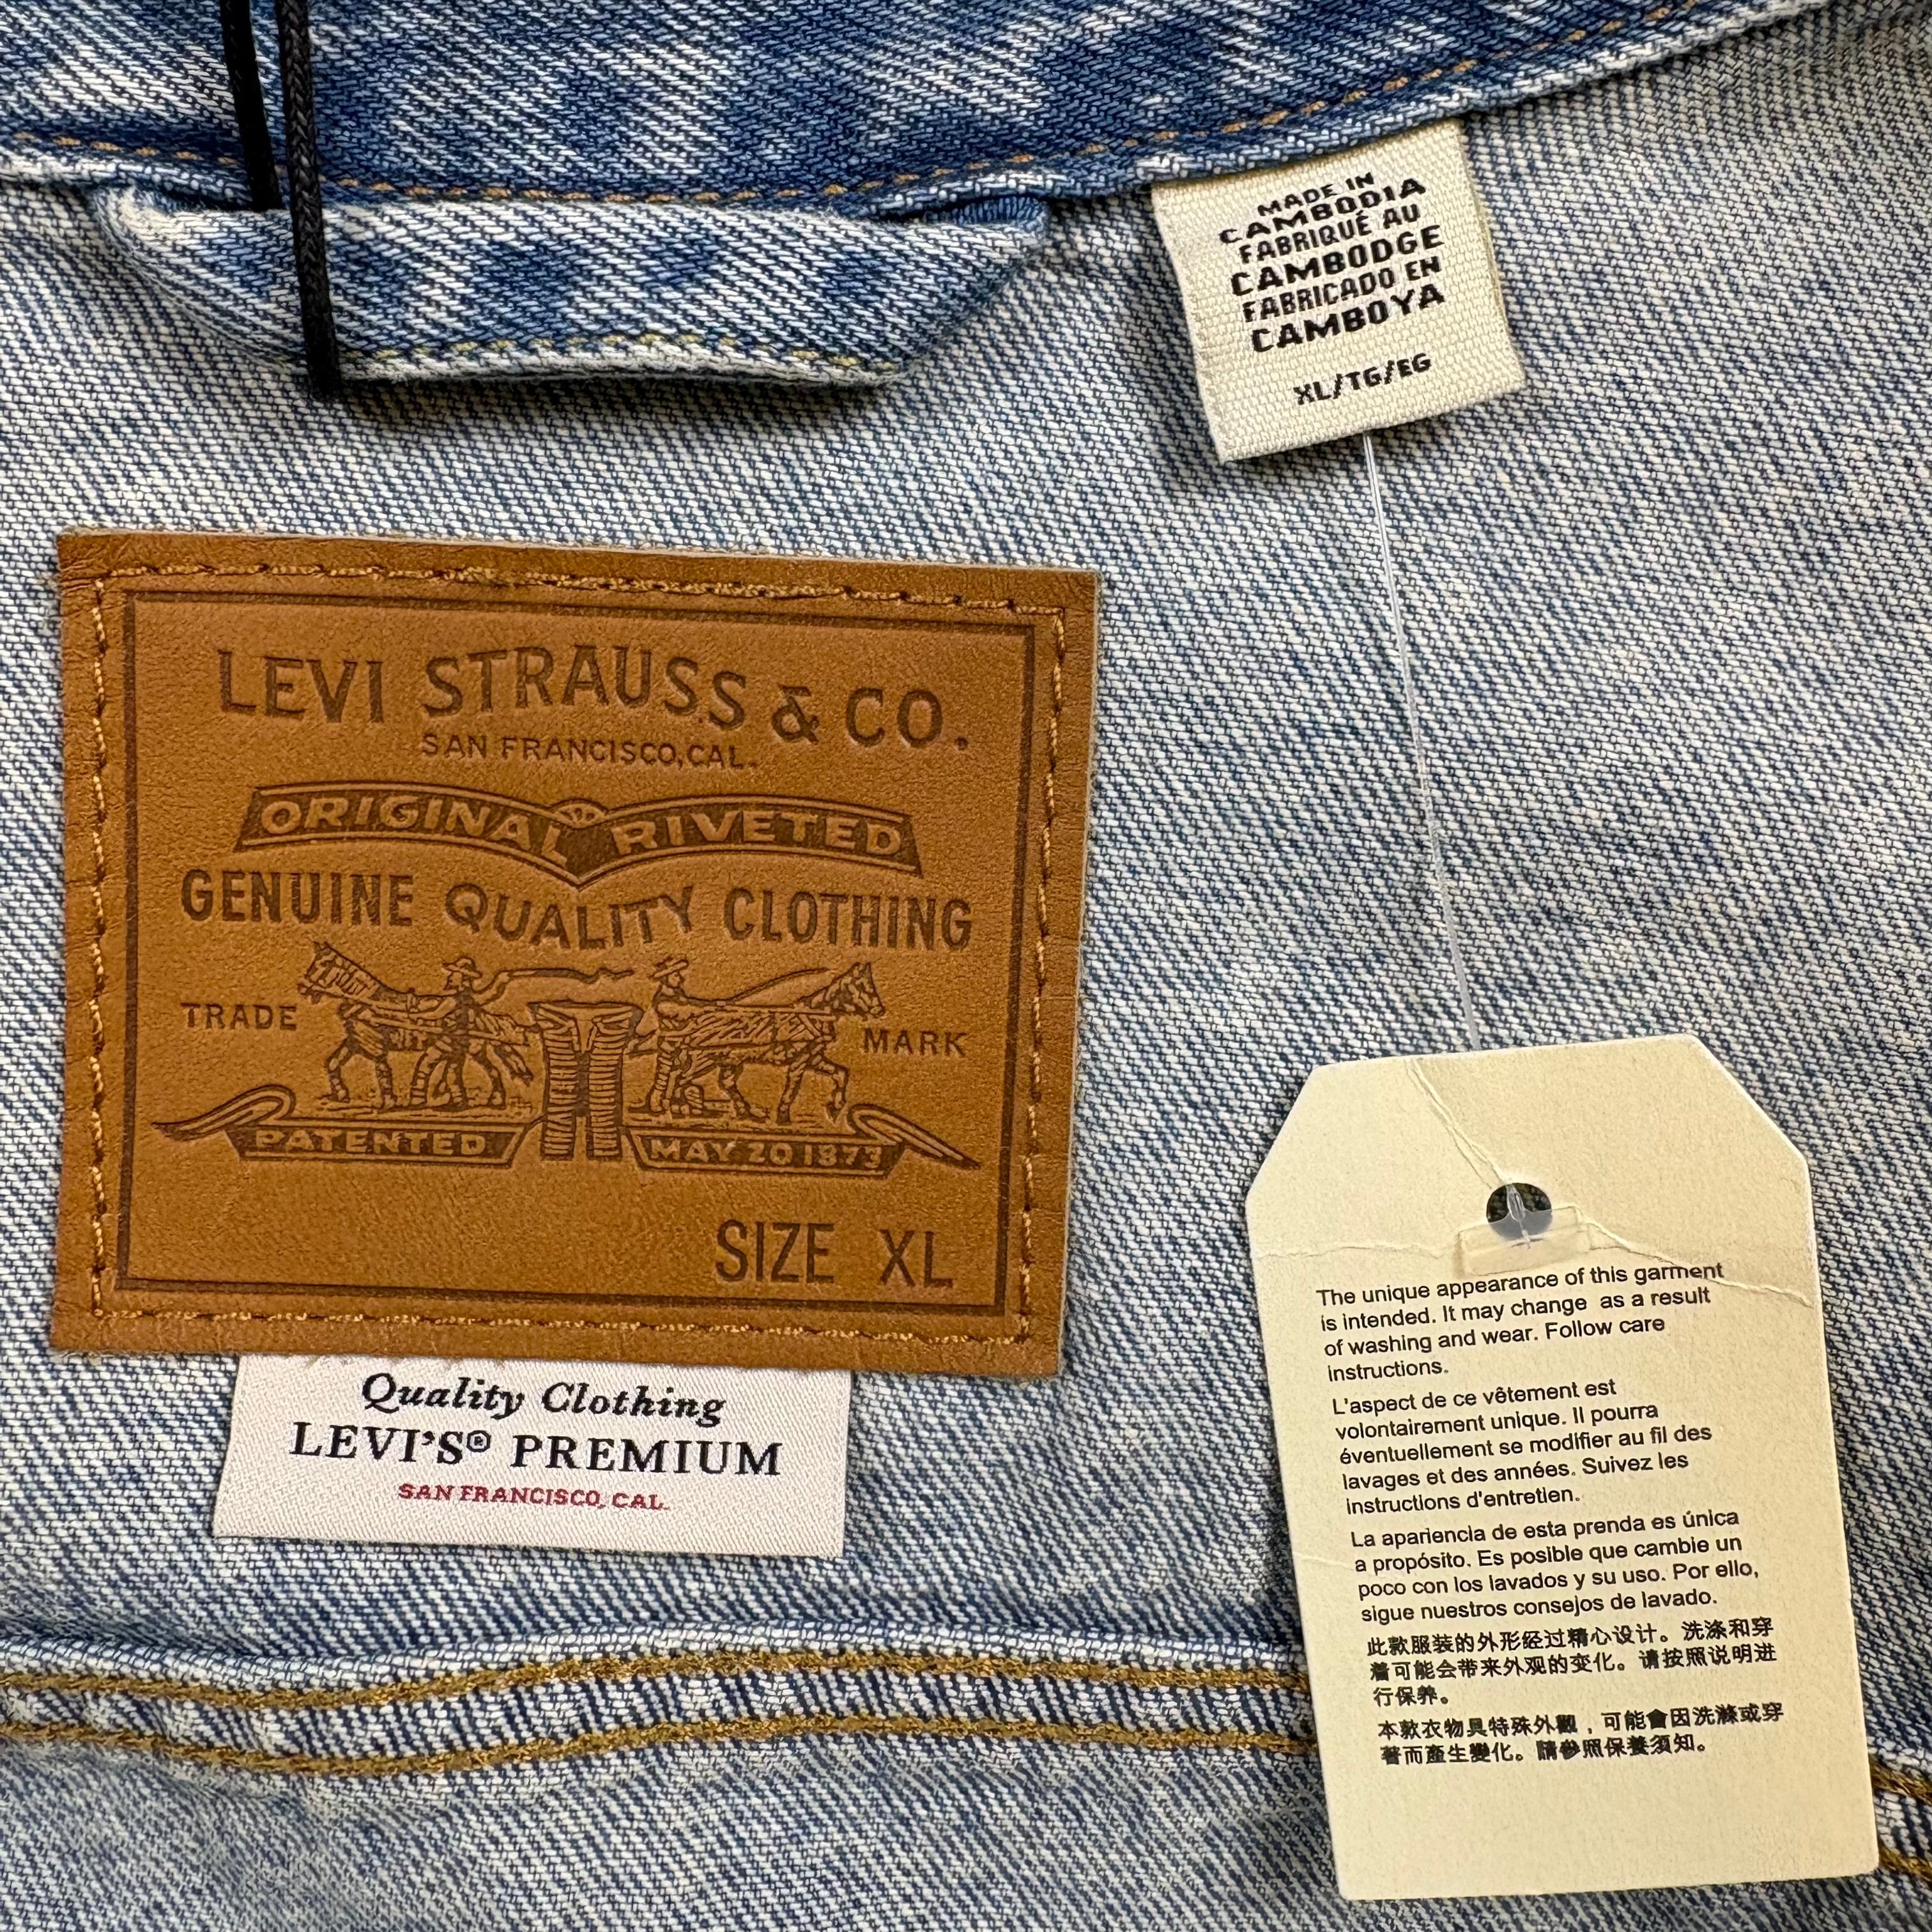 MADE IN
CAMBODIA
FABRIQUÉ AU
CAMBODGE
FABRICADO EN
CAMBOYA
XL/TG/EG
LEVI STRAUSS & CO.
SAN FRANCISCO, CAL.
ORIGINAL RIVETED
GENUINE QUALITY CLOTHING
TRADE MARK
PATENTED MAY 20 1873
SIZE XL
Quality Clothing
LEVI'S® PREMIUM
SAN FRANCISCO, CAL.
The unique appearance of this garment
is intended. It may change as a result
of washing and wear. Follow care
instructions.
L'aspect de ce vêtement est
volontairement unique. Il pourra
éventuellement se modifier au fil des
lavages et des années. Suivez les
instructions d'entretien.
La apariencia de esta prenda es única
a propósito. Es posible que cambie un
poco con los lavados y su uso. Por ello,
sigue nuestros consejos de lavado.
此款服装的外形经过精心设计。洗涤和穿
着可能会带来外观的变化。请按照说明进
行保养。
本款衣物具特殊外觀，可能會因洗滌或穿
著而產生變化。請參照保養須知。